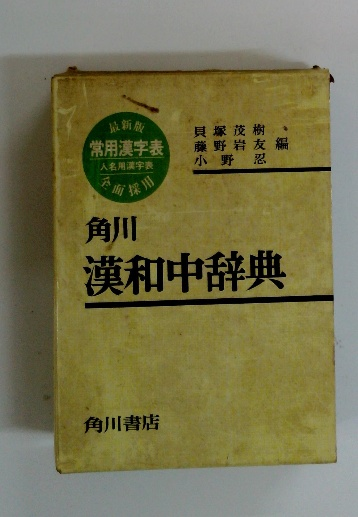 最新版
常用漢字表
人名用漢字表
全面採用
貝塚茂樹
藤野岩友 編
小野忍
角川
漢和中辞典
角川書店